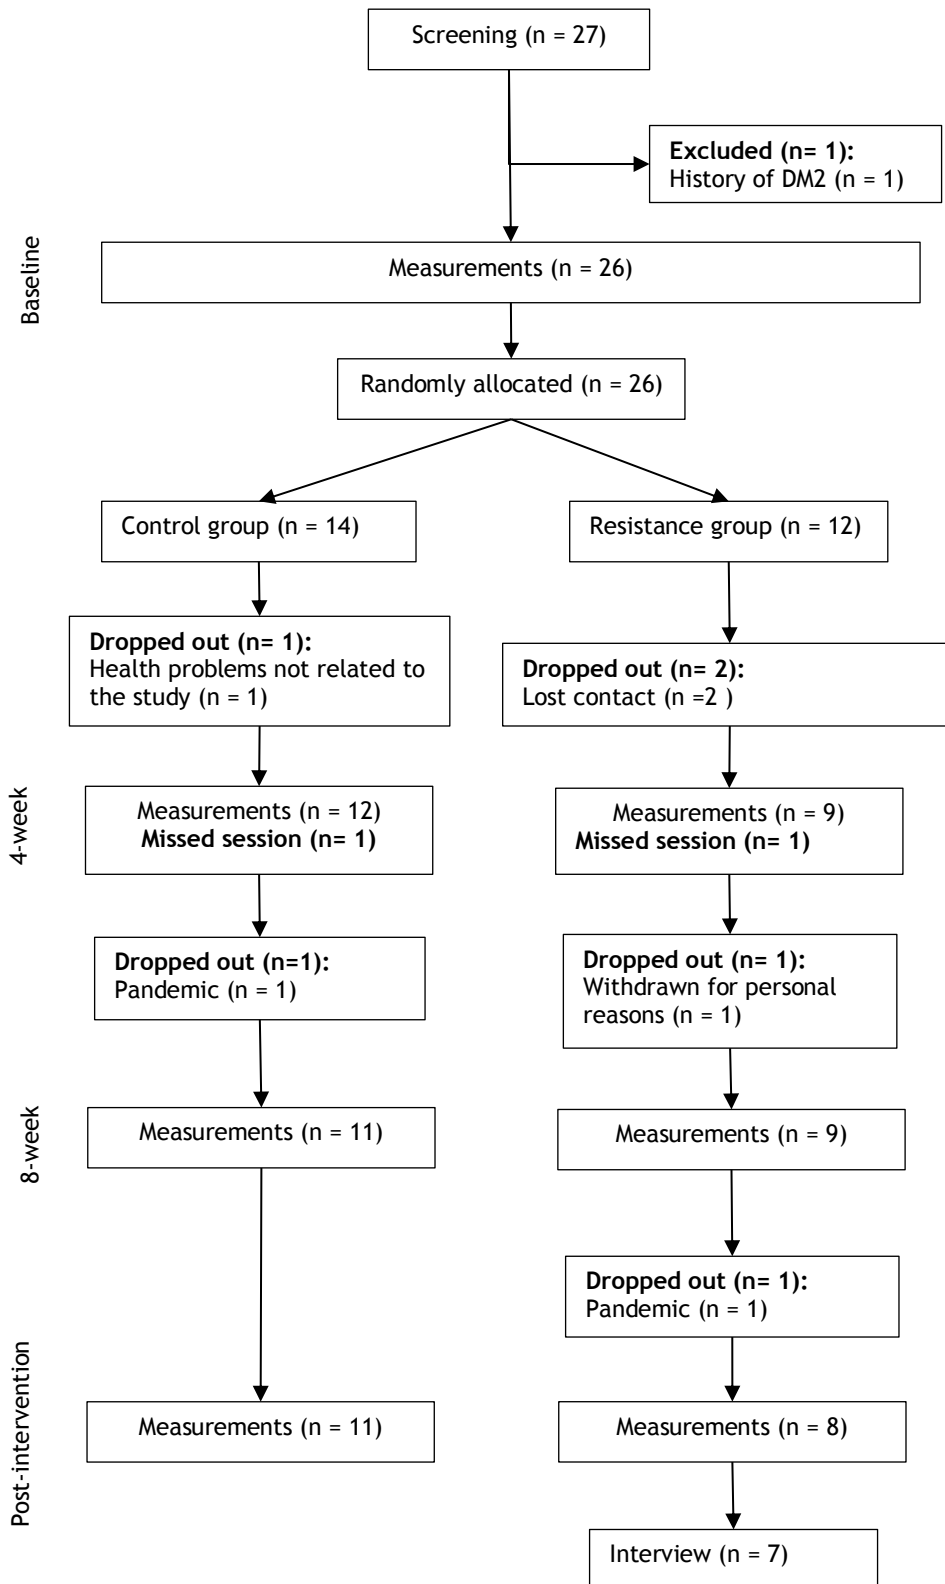 Screening (n = 27)
Excluded (n= 1):
History of DM2 (n = 1)
Baseline
Measurements (n = 26)
Randomly allocated (n = 26)
Control group (n = 14)
Resistance group (n = 12)
Dropped out (n= 1):
Health problems not related to
the study (n = 1)
Dropped out (n= 2):
Lost contact (n =2 )
4-week
Measurements (n = 12)
Missed session (n= 1)
Measurements (n = 9)
Missed session (n= 1)
Dropped out (n=1):
Pandemic (n = 1)
Dropped out (n= 1):
Withdrawn for personal
reasons (n = 1)
8-week
Measurements (n = 11)
Measurements (n = 9)
Dropped out (n= 1):
Pandemic (n = 1)
Post-intervention
Measurements (n = 11)
Measurements (n = 8)
Interview (n = 7)